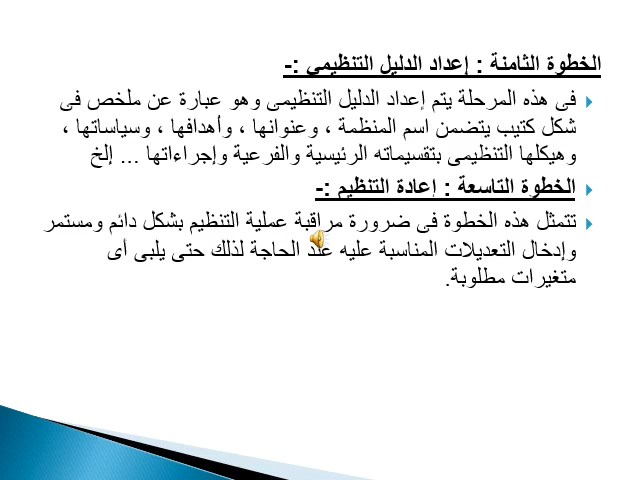 الخطوة الثامنة : إعداد الدليل التنظيمى :-
فى هذه المرحلة يتم إعداد الدليل التنظيمى وهو عبارة عن ملخص فى
شكل كتيب يتضمن اسم المنظمة ، وعنوانها ، وأهدافها ، وسياساتها ،
وهيكلها التنظيمى بتقسيماته الرئيسية والفرعية وإجراءاتها ... إلخ
الخطوة التاسعة : إعادة التنظيم :-
تتمثل هذه الخطوة فى ضرورة مراقبة عملية التنظيم بشكل دائم ومستمر
وإدخال التعديلات المناسبة عليه عند الحاجة لذلك حتى يلبى أى
متغيرات مطلوبة.